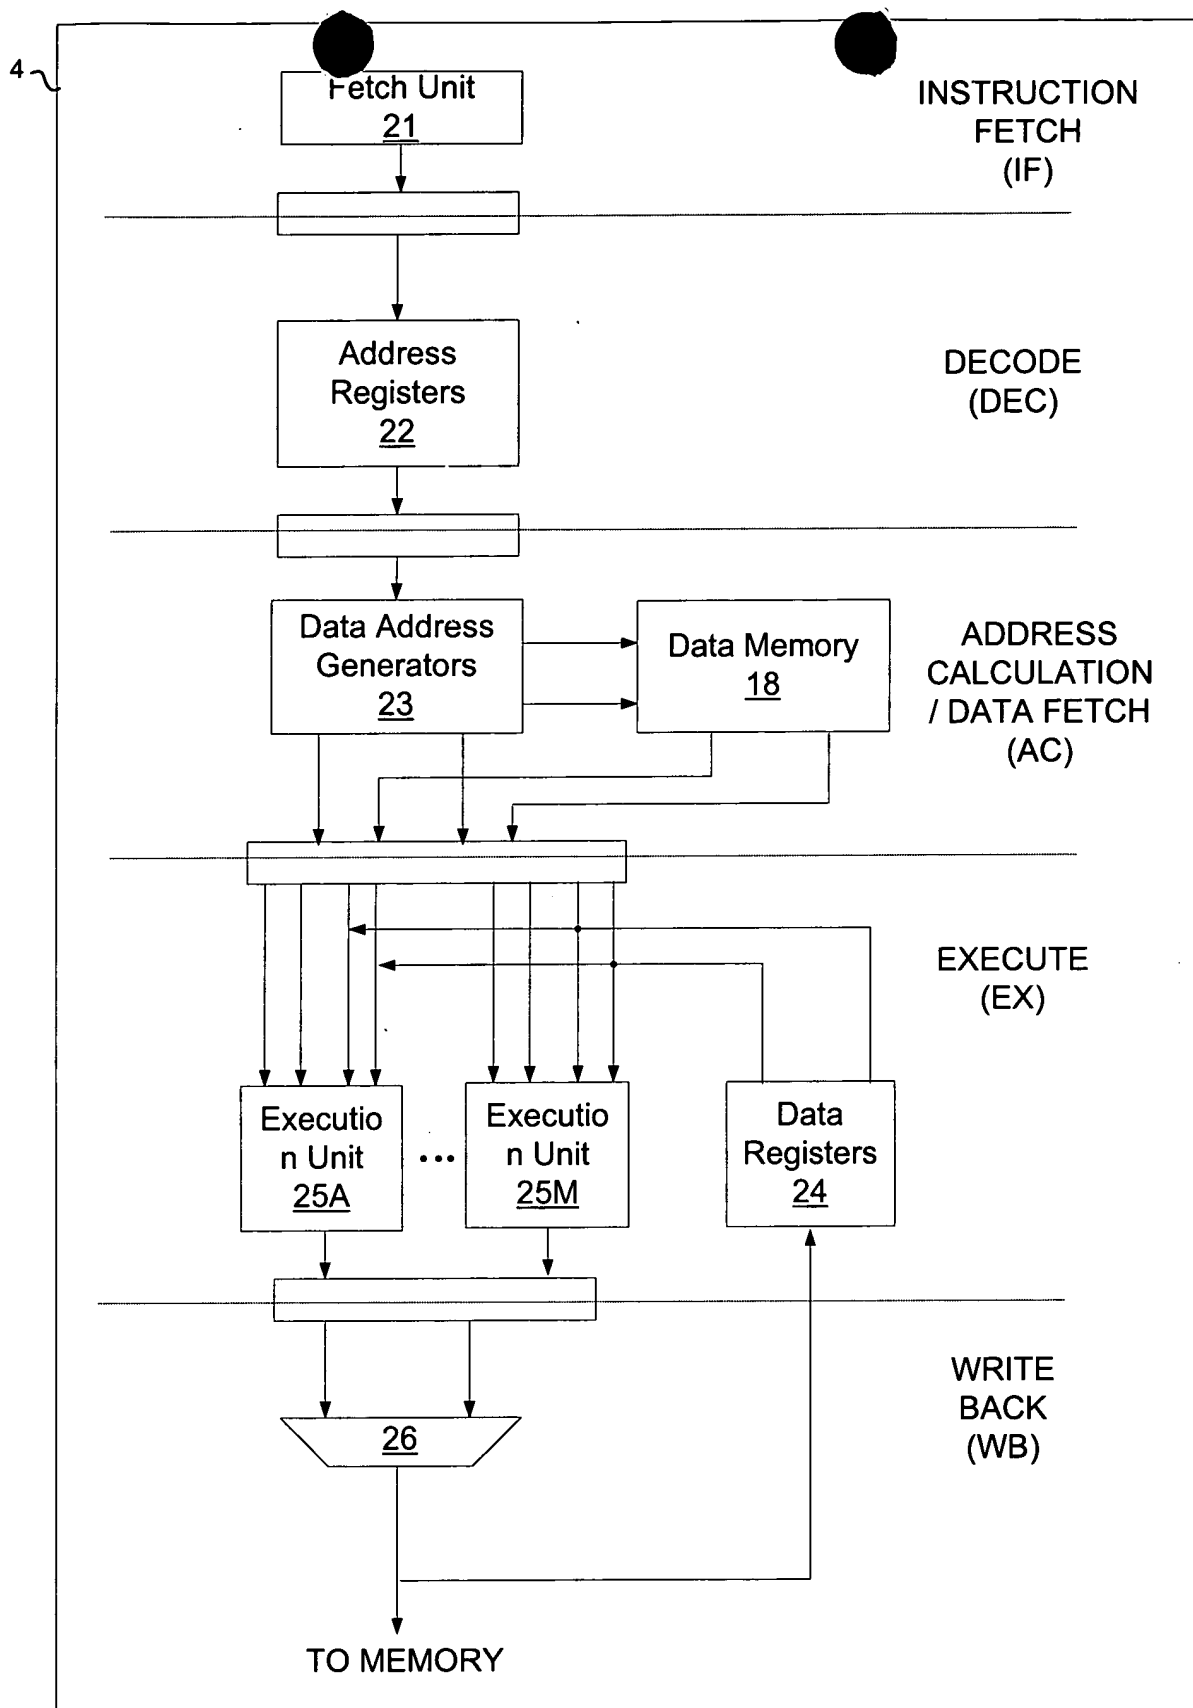 4
Fetch Unit
21
INSTRUCTION
FETCH
(IF)
Address
Registers
22
DECODE
(DEC)
Data Address
Generators
23
Data Memory
18
ADDRESS
CALCULATION
/ DATA FETCH
(AC)
EXECUTE
(EX)
Executio
n Unit
25A
...
Executio
n Unit
25M
Data
Registers
24
WRITE
BACK
(WB)
26
TO MEMORY